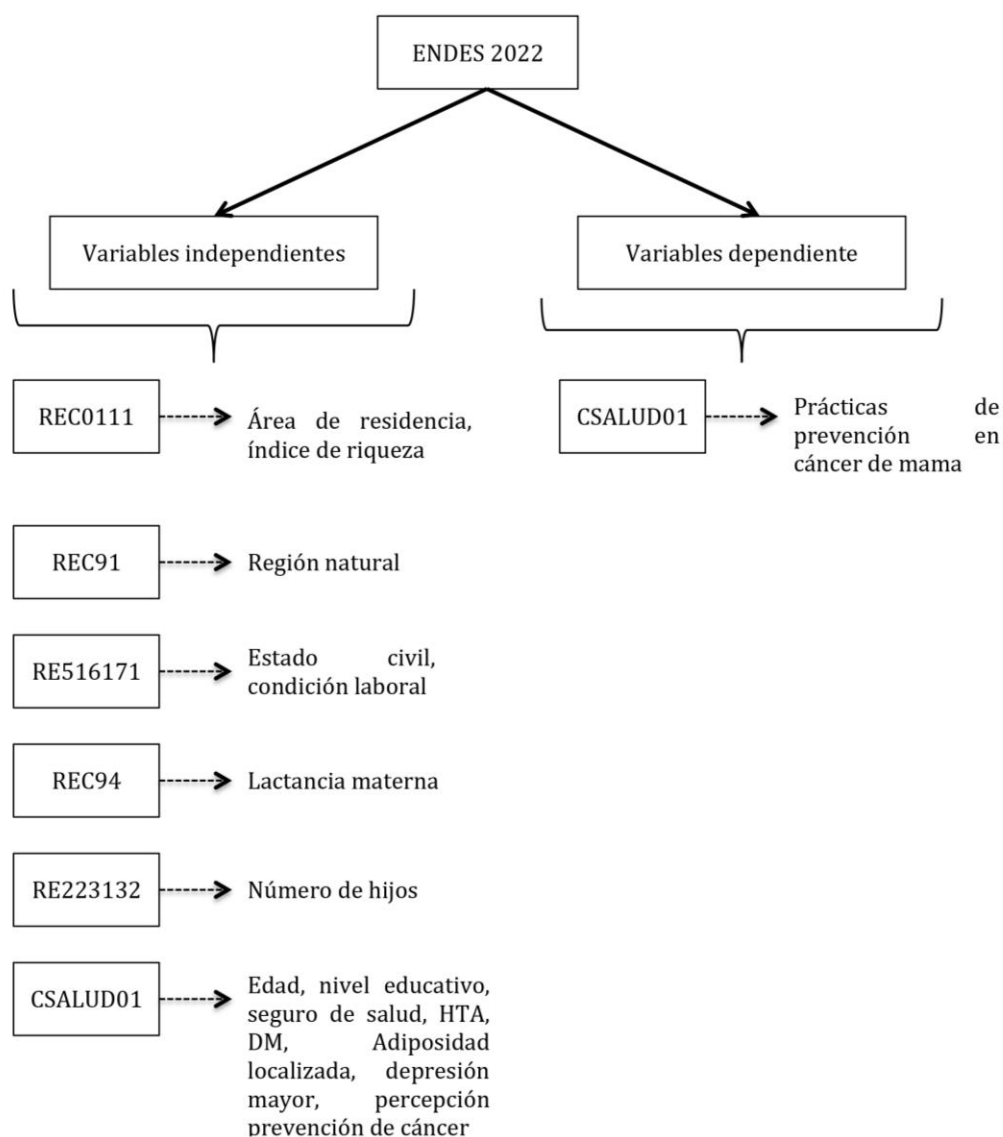 ENDES 2022
Variables independientes
Variables dependiente
REC0111
Área de residencia,
índice de riqueza
CSALUD01
Prácticas de
prevención en
cáncer de mama
REC91
Región natural
RE516171
Estado civil,
condición laboral
REC94
Lactancia materna
RE223132
Número de hijos
CSALUD01
Edad, nivel educativo,
seguro de salud, HTA,
DM, Adiposidad
localizada, depresión
mayor, percepción
prevención de cáncer